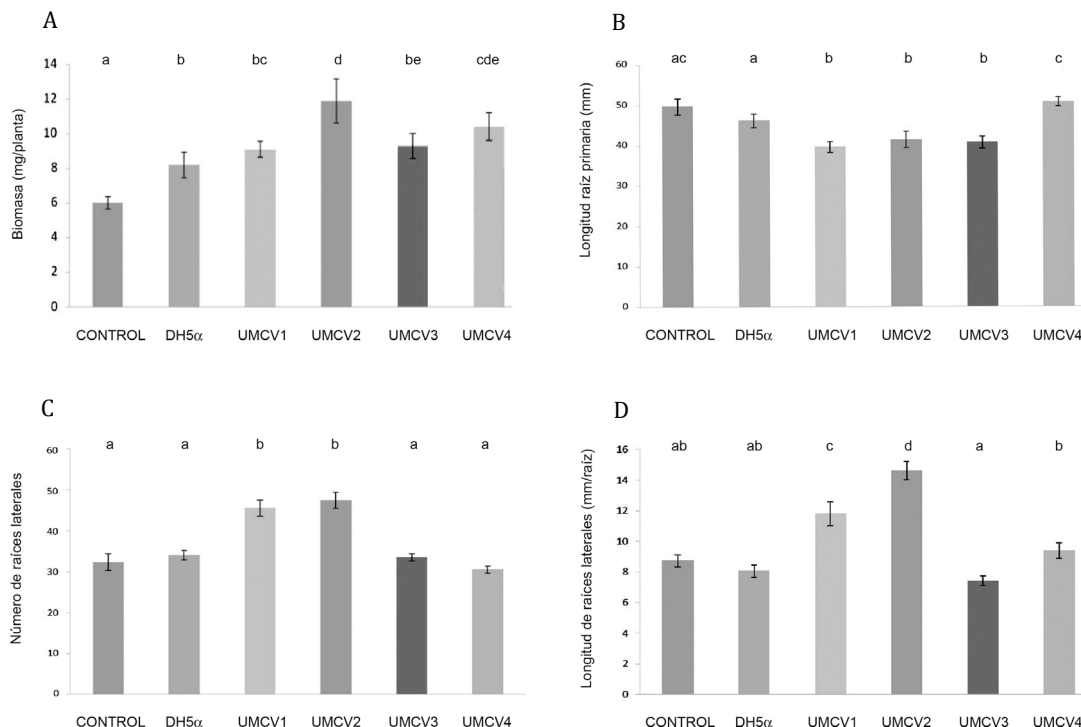 A
a b bc d be cde
14
12
10
8
6
4
2
0
Biomasa (mg/planta)
CONTROL DH5α UMCV1 UMCV2 UMCV3 UMCV4
B
ac a b b b c
60
50
40
30
20
10
0
Longitud raíz primaria (mm)
CONTROL DH5α UMCV1 UMCV2 UMCV3 UMCV4
C
a a b b a a
60
50
40
30
20
10
0
Número de raíces laterales
CONTROL DH5α UMCV1 UMCV2 UMCV3 UMCV4
D
ab ab c d a b
16
14
12
10
8
6
4
2
0
Longitud de raíces laterales (mm/raíz)
CONTROL DH5α UMCV1 UMCV2 UMCV3 UMCV4